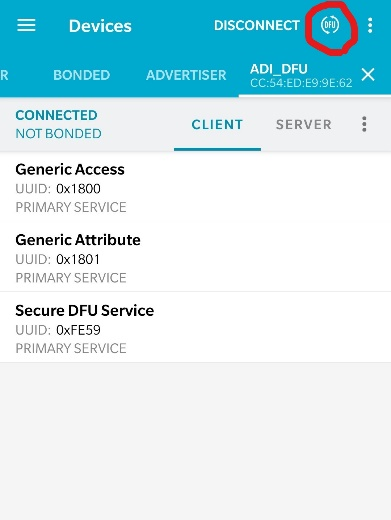 Devices
DISCONNECT
DFU
R
BONDED
ADVERTISER
ADI_DFU
CC:54:ED:E9:9E:62
CONNECTED
NOT BONDED
CLIENT
SERVER
Generic Access
UUID: 0x1800
PRIMARY SERVICE
Generic Attribute
UUID: 0x1801
PRIMARY SERVICE
Secure DFU Service
UUID: 0xFE59
PRIMARY SERVICE